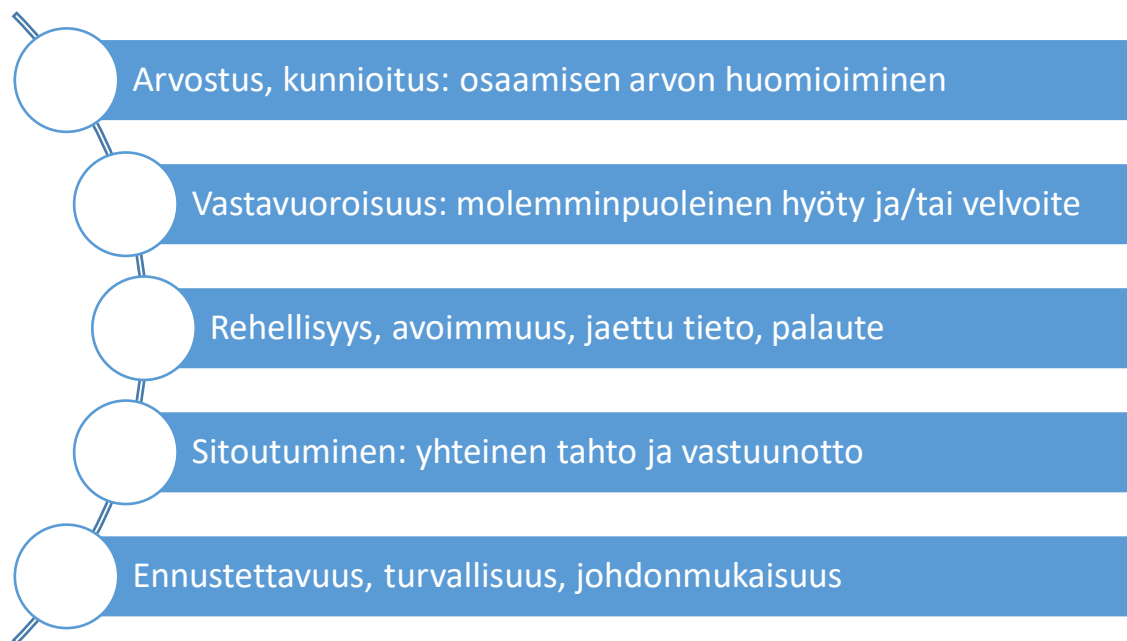 Arvostus, kunnioitus: osaamisen arvon huomioiminen
Vastavuoroisuus: molemminpuoleinen hyöty ja/tai velvoite
Rehellisyys, avoimmuus, jaettu tieto, palaute
Sitoutuminen: yhteinen tahto ja vastuunotto
Ennustettavuus, turvallisuus, johdonmukaisuus